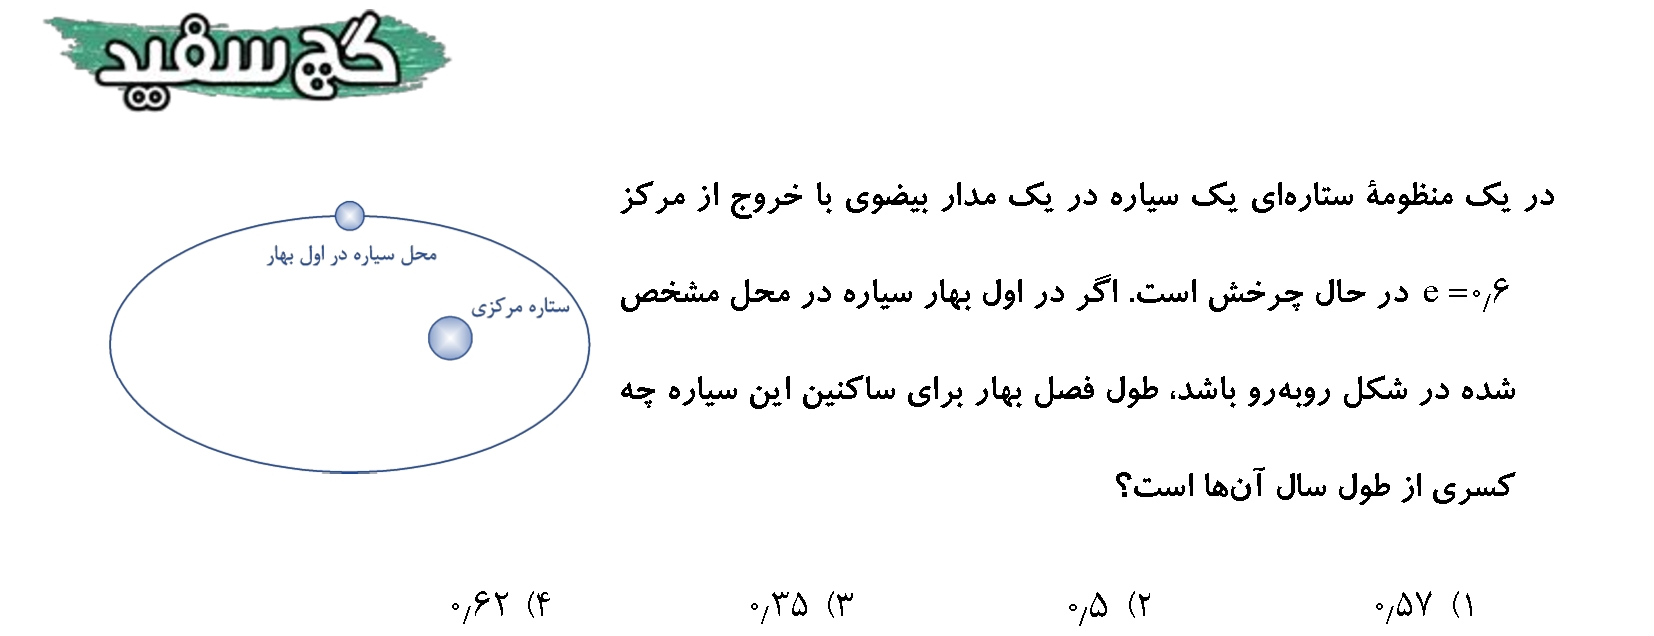 گچ سفید
در یک منظومهٔ ستاره‌ای یک سیاره در یک مدار بیضوی با خروج از مرکز
e =۰٫۶ در حال چرخش است. اگر در اول بهار سیاره در محل مشخص
شده در شکل روبه‌رو باشد، طول فصل بهار برای ساکنین این سیاره چه
کسری از طول سال آن‌ها است؟
محل سیاره در اول بهار
ستاره مرکزی
۱) ۰٫۵۷ ۲) ۰٫۵ ۳) ۰٫۳۵ ۴) ۰٫۶۲